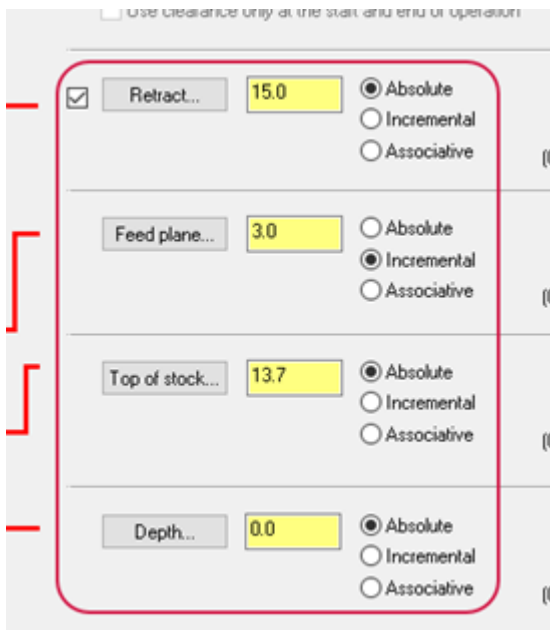 Use clearance only at the start and end of operation
Retract... 15.0 Absolute
Incremental
Associative
Feed plane... 3.0 Absolute
Incremental
Associative
Top of stock... 13.7 Absolute
Incremental
Associative
Depth... 0.0 Absolute
Incremental
Associative